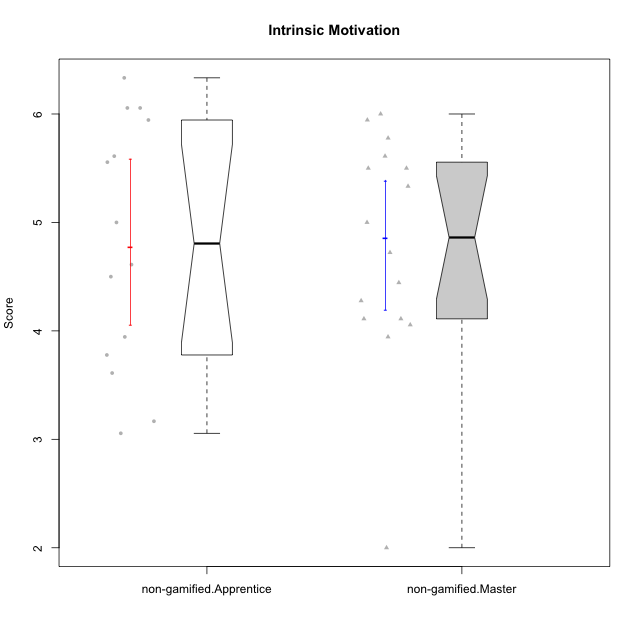 Intrinsic Motivation
Score
6
5
4
3
2
non-gamified.Apprentice
non-gamified.Master